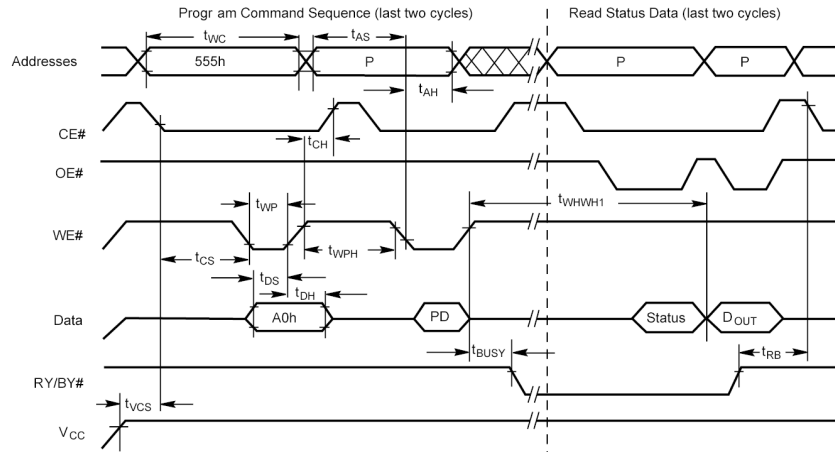 Progr am Command Sequence (last two cycles) Read Status Data (last two cycles)
tWC tAS
Addresses 555h P P P
tAH
CE#
tCH
OE#
tWP tWHWH1
WE#
tCS tWPH
tDS
tDH
Data A0h PD Status DOUT
tBUSY tRB
RY/BY#
tVCS
VCC